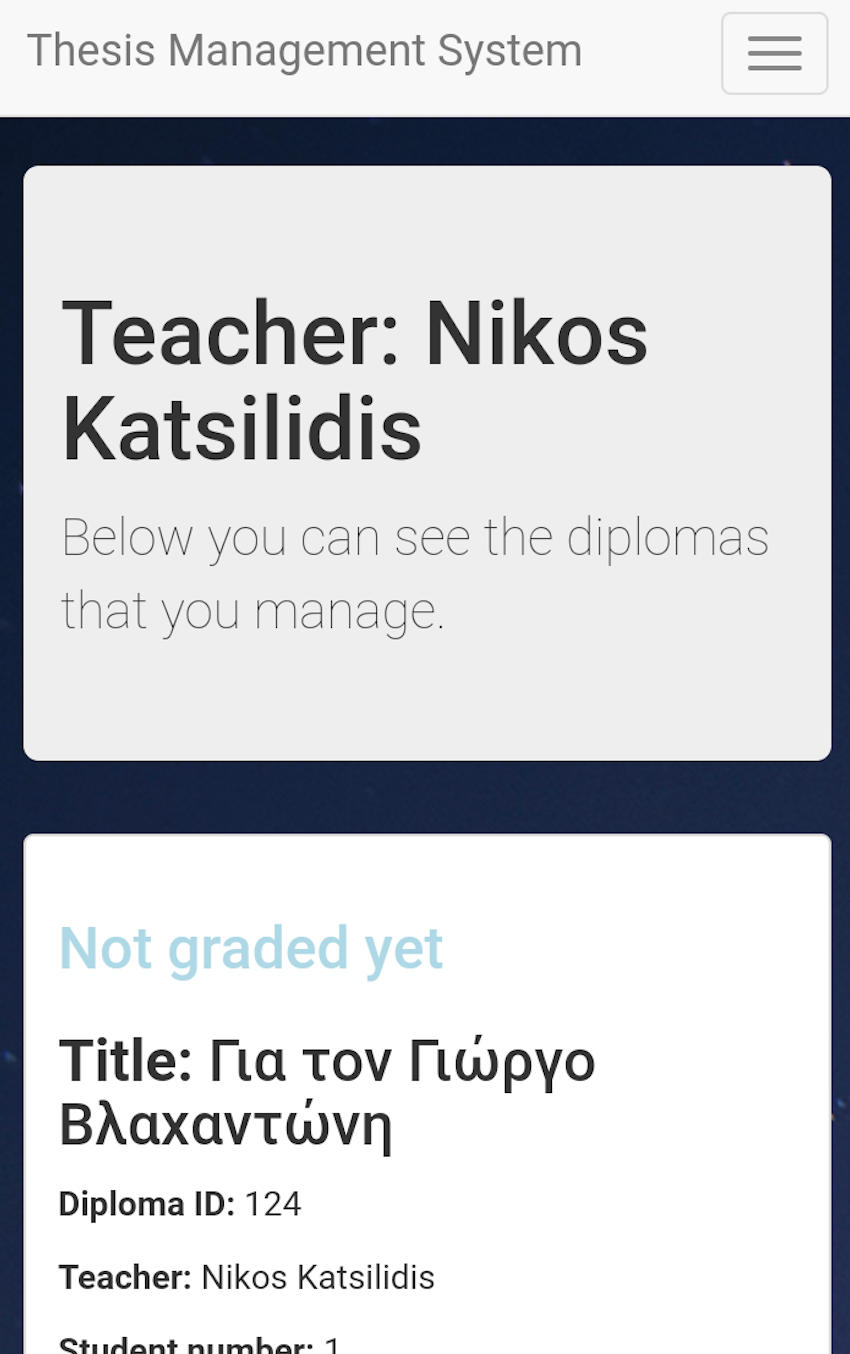 Thesis Management System
Teacher: Nikos
Katsilidis
Below you can see the diplomas
that you manage.
Not graded yet
Title: Για τον Γιώργο
Βλαχαντώνη
Diploma ID: 124
Teacher: Nikos Katsilidis
Student number: 1